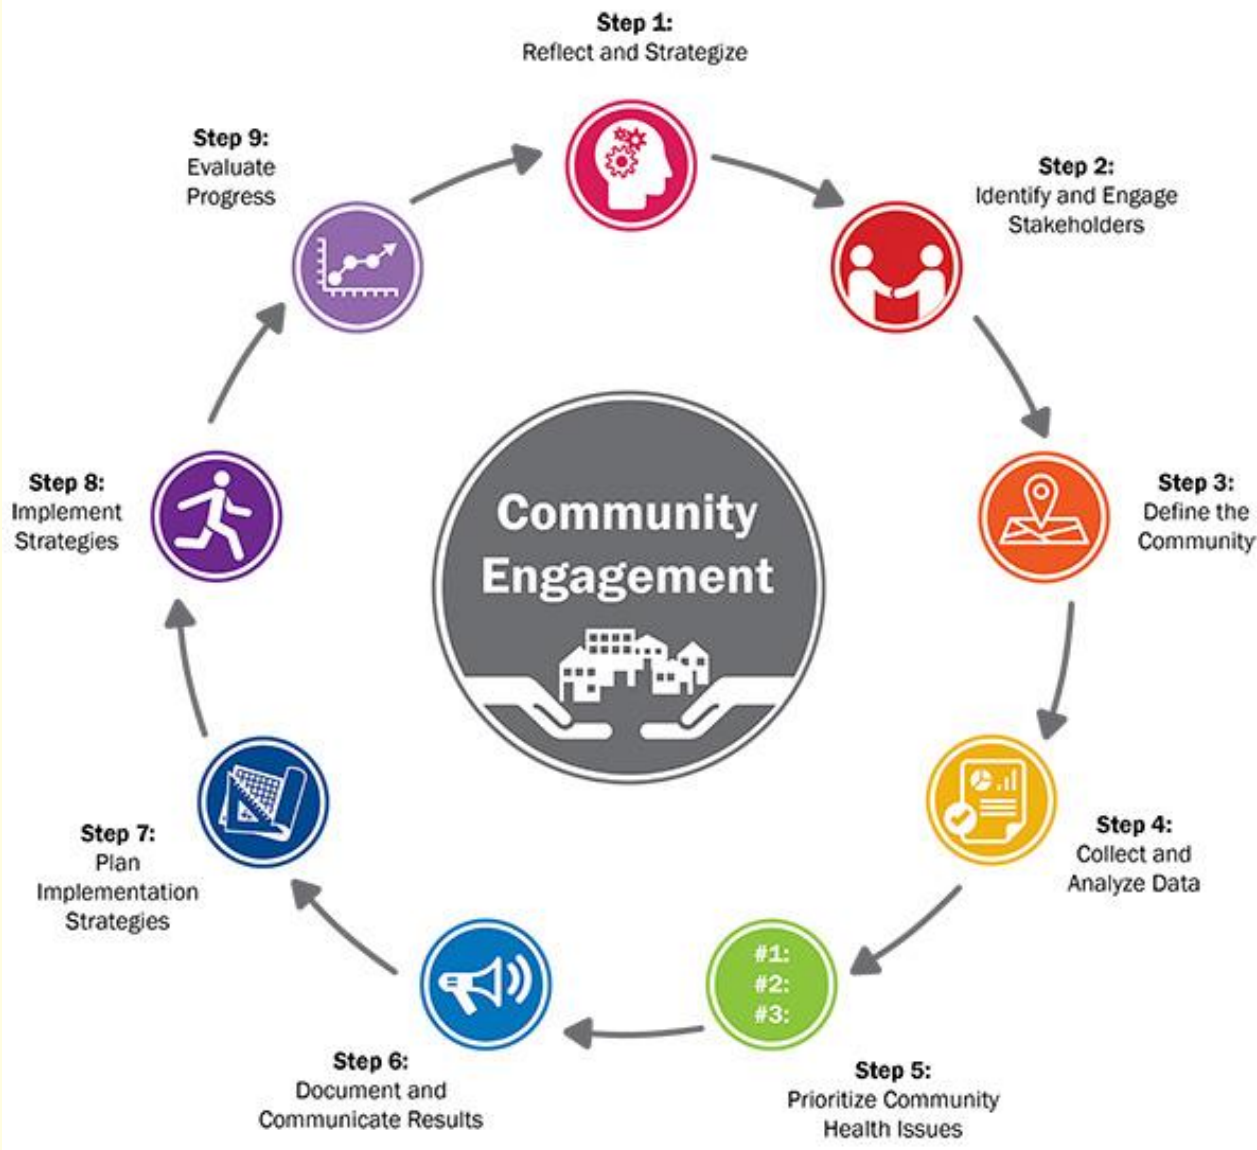 Step 1:
Reflect and Strategize
Step 2:
Identify and Engage
Stakeholders
Step 3:
Define the
Community
Step 4:
Collect and
Analyze Data
#1:
#2:
#3:
Step 5:
Prioritize Community
Health Issues
Step 6:
Document and
Communicate Results
Step 7:
Plan
Implementation
Strategies
Step 8:
Implement
Strategies
Step 9:
Evaluate
Progress
Community
Engagement